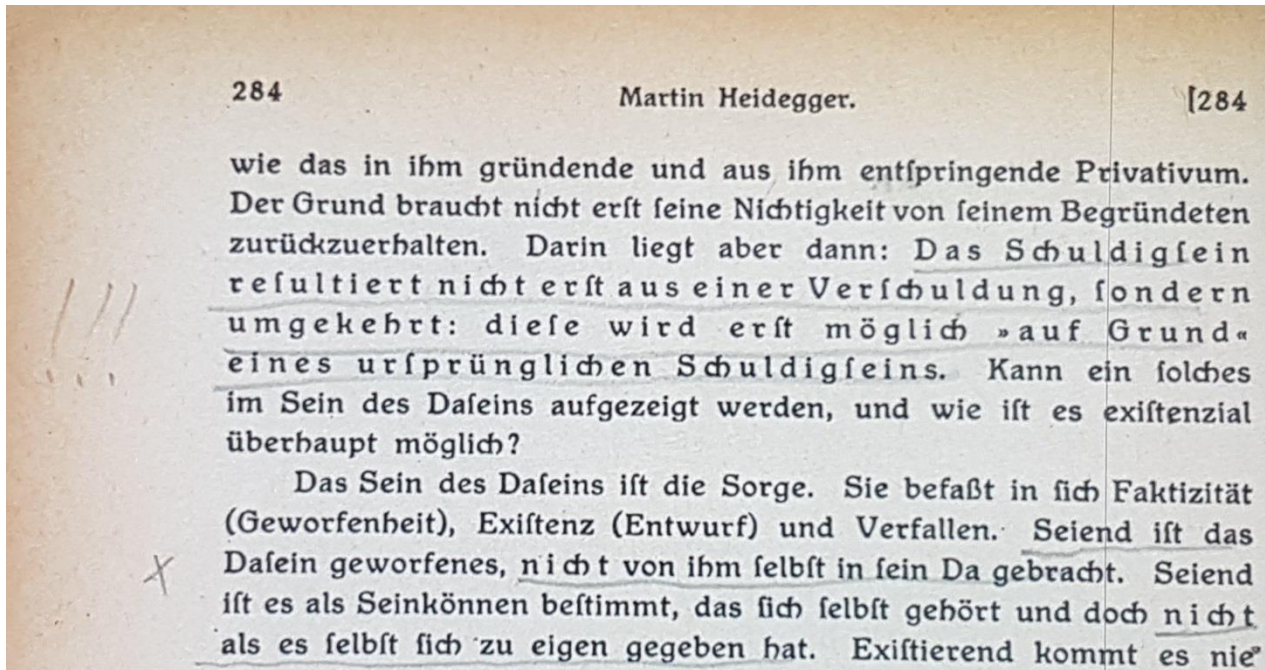 284 Martin Heidegger. [284
wie das in ihm gründende und aus ihm entſpringende Privativum.
Der Grund braucht nicht erſt ſeine Nichtigkeit von ſeinem Begründeten
zurückzuerhalten. Darin liegt aber dann: Das Schuldigſein
reſultiert nicht erſt aus einer Verſchuldung, ſondern
umgekehrt: dieſe wird erſt möglich »auf Grund«
eines urſprünglichen Schuldigſeins. Kann ein ſolches
im Sein des Daſeins aufgezeigt werden, und wie iſt es exiſtenzial
überhaupt möglich?
Das Sein des Daſeins iſt die Sorge. Sie befaßt in ſich Faktizität
(Geworfenheit), Exiſtenz (Entwurf) und Verfallen. Seiend iſt das
Daſein geworfenes, nicht von ihm ſelbſt in ſein Da gebracht. Seiend
iſt es als Seinkönnen beſtimmt, das ſich ſelbſt gehört und doch nicht
als es ſelbſt ſich zu eigen gegeben hat. Exiſtierend kommt es nie
!!!
x